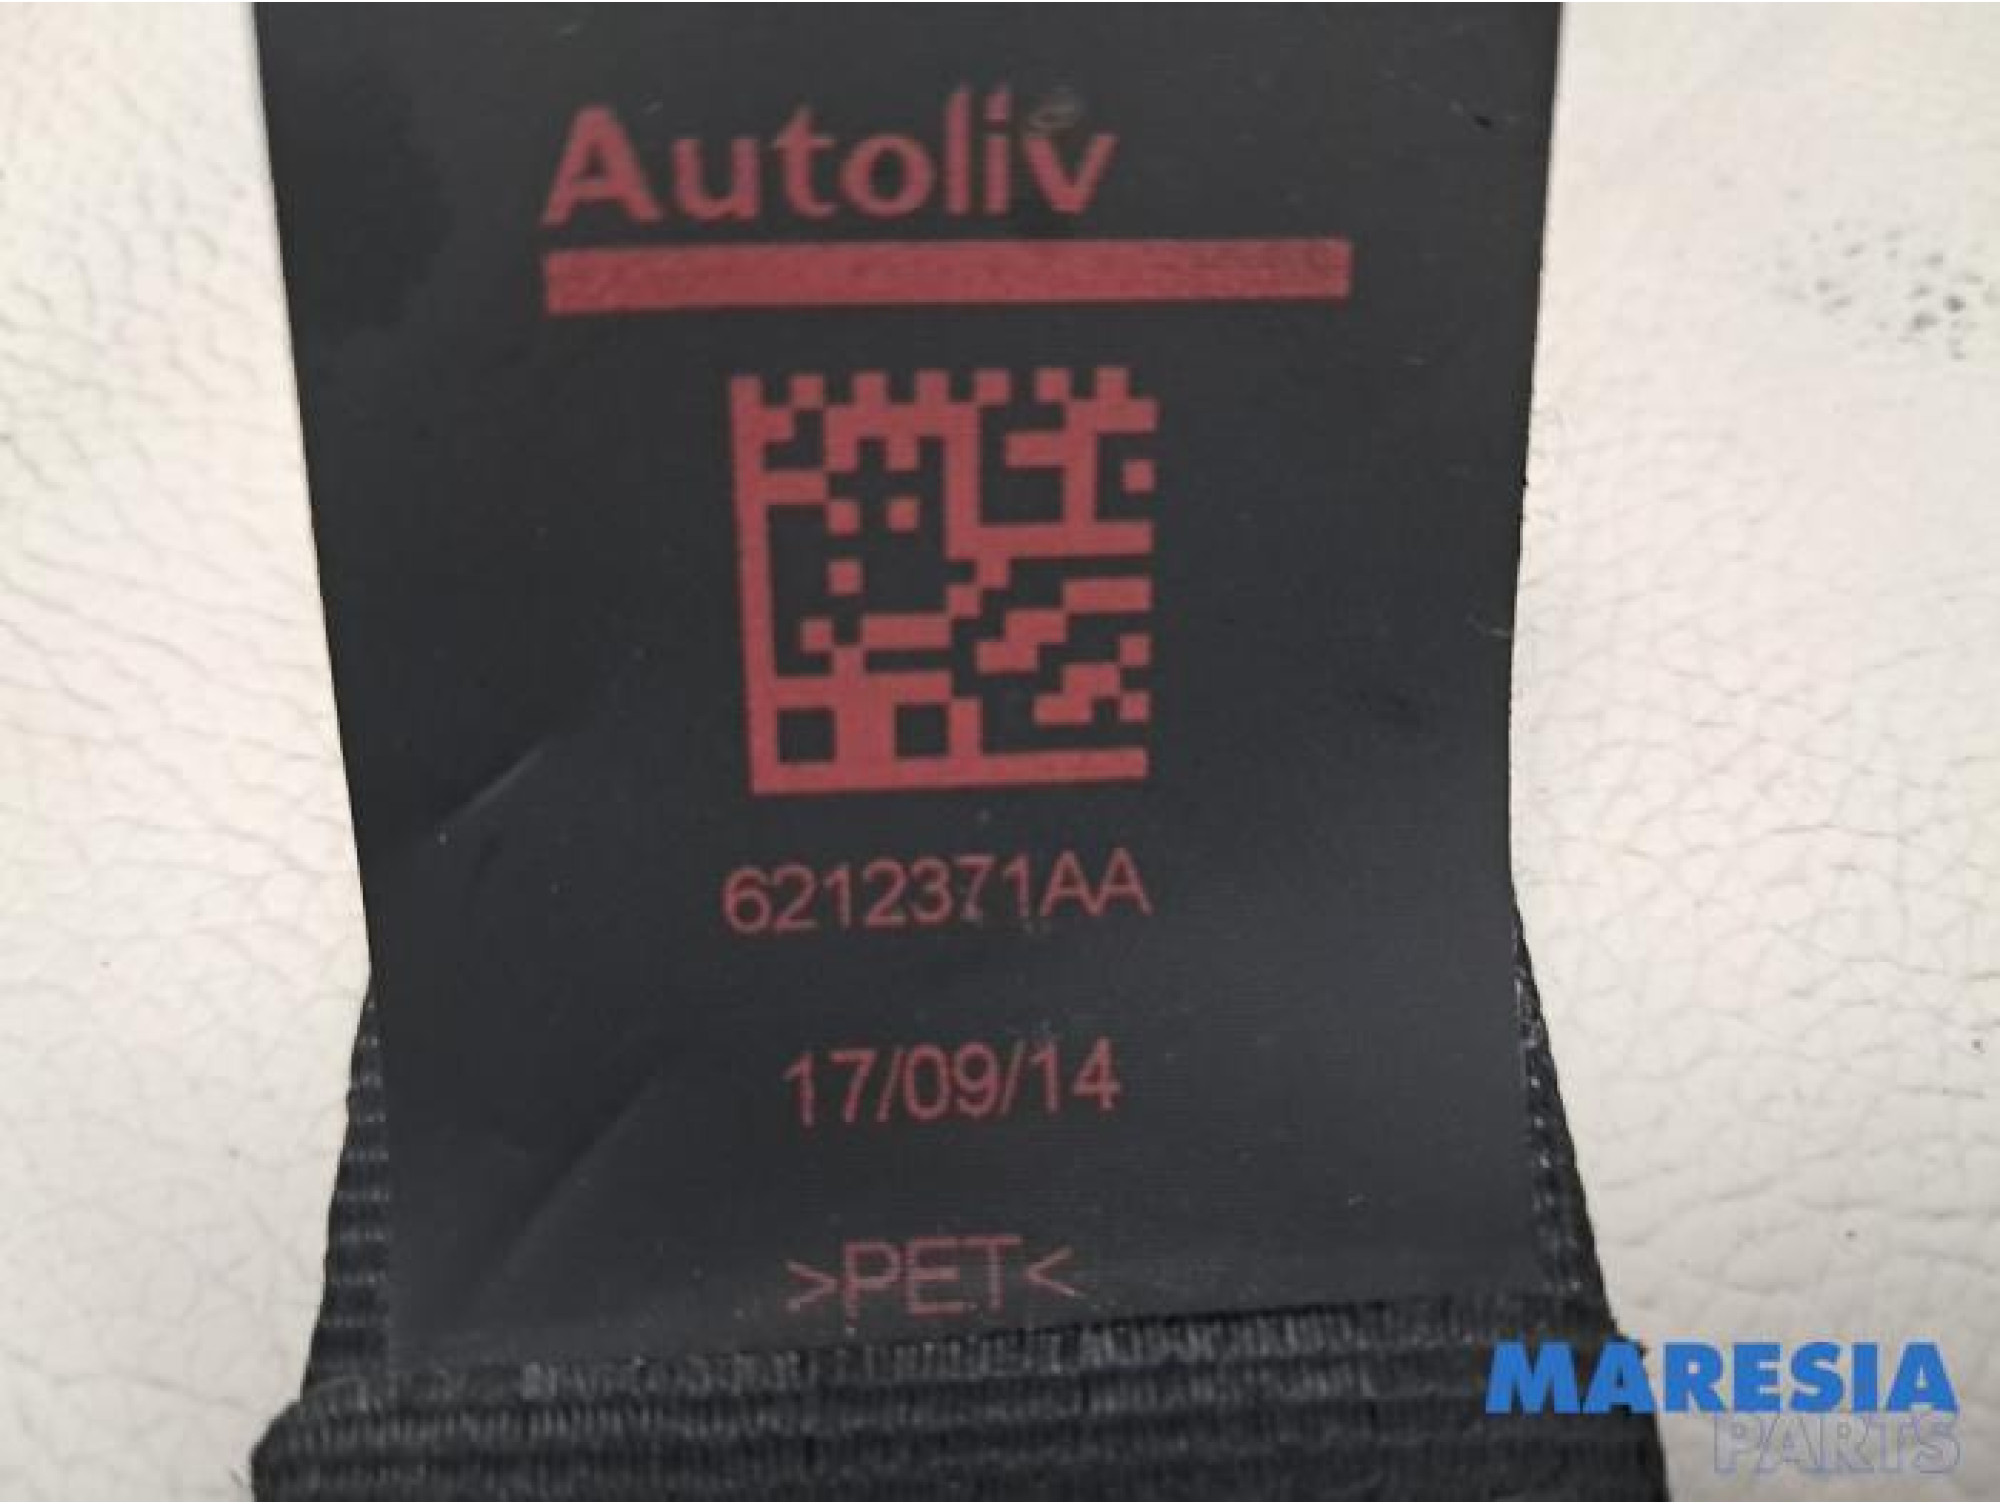 Autoliv
6212371AA
17/09/14
>PET<
MARESIA
PARTS